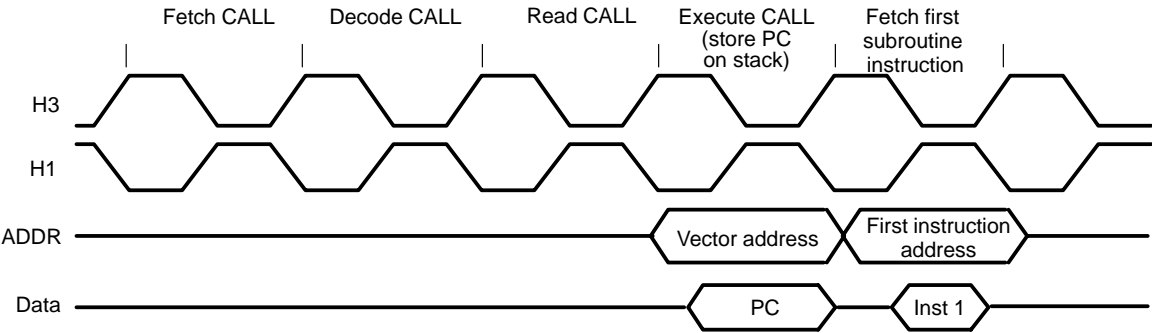 Fetch CALL
Decode CALL
Read CALL
Execute CALL
(store PC
on stack)
Fetch first
subroutine
instruction
H3
H1
ADDR
Vector address
First instruction
address
Data
PC
Inst 1